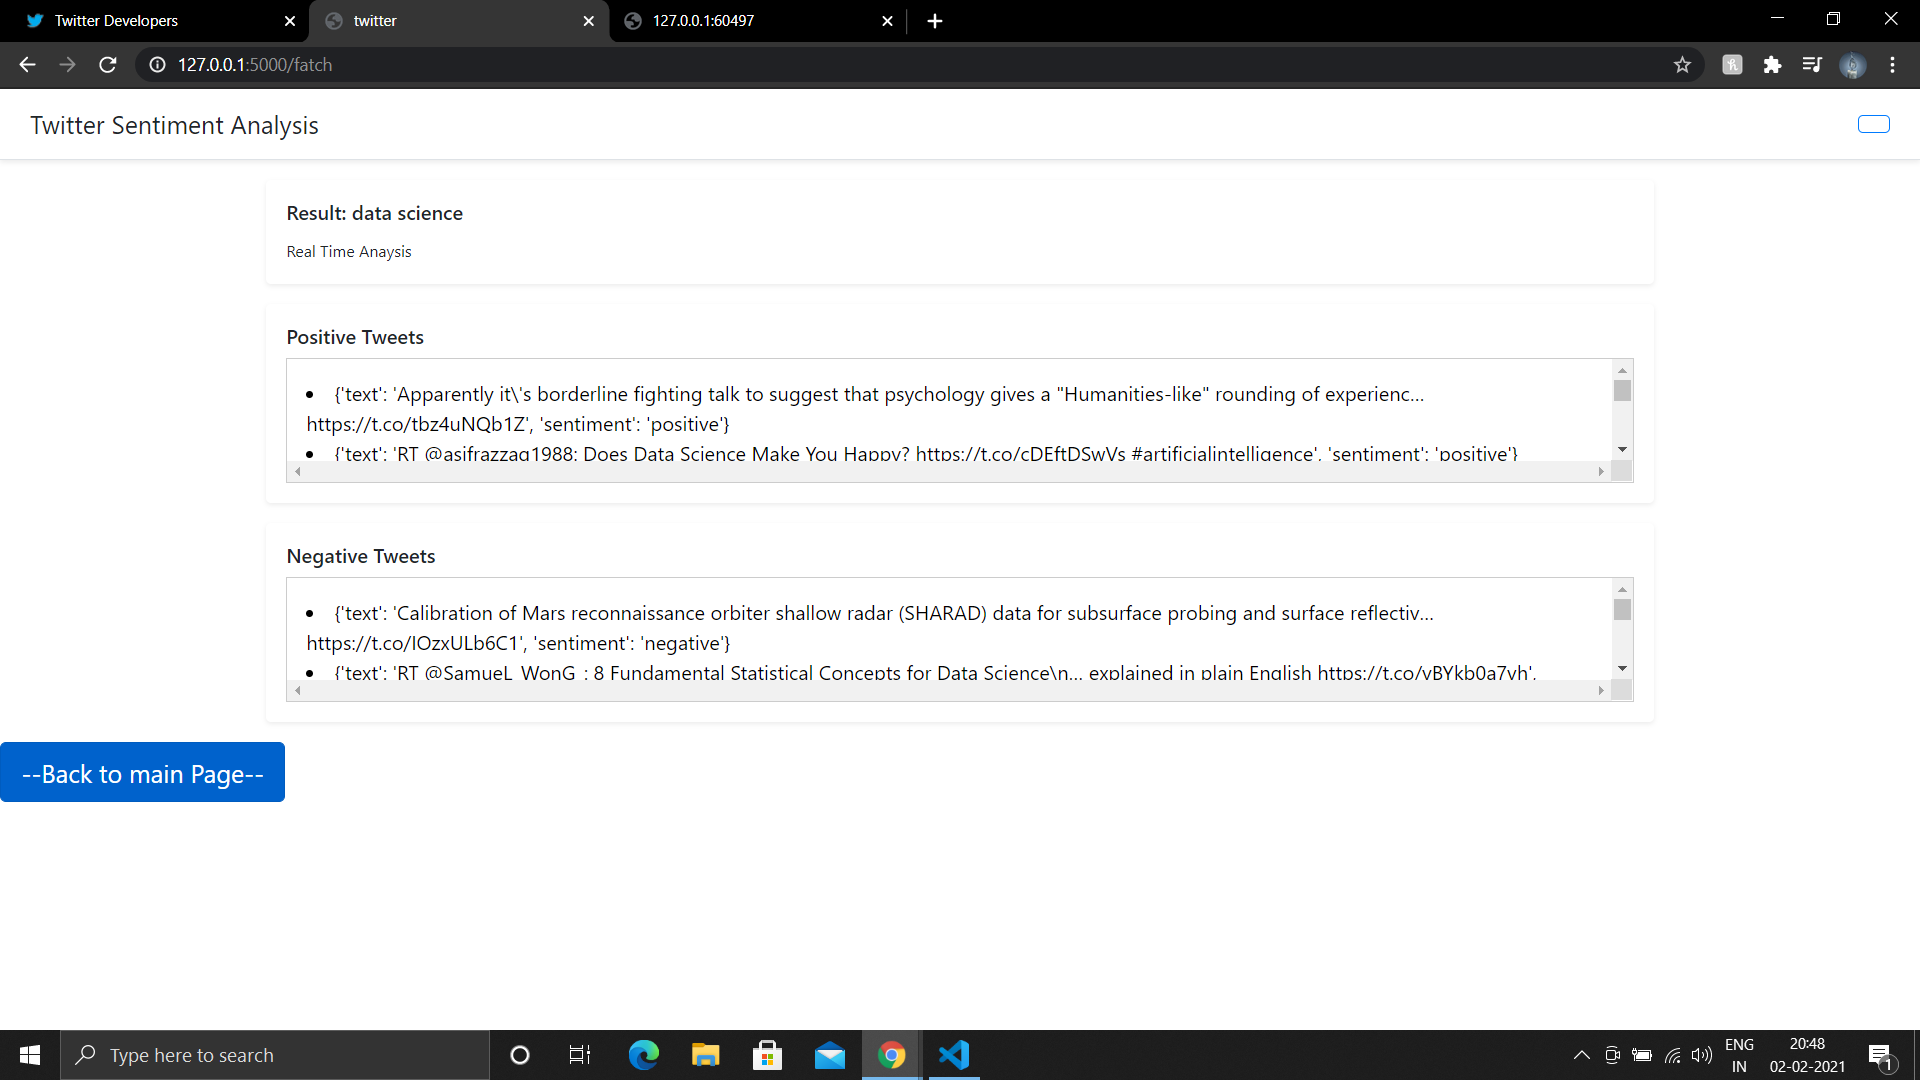 Twitter Developers
twitter
127.0.0.1:60497
127.0.0.1:5000/fatch
Twitter Sentiment Analysis
Result: data science
Real Time Anaysis
Positive Tweets
{'text': 'Apparently it\'s borderline fighting talk to suggest that psychology gives a "Humanities-like" rounding of experienc…
https://t.co/tbz4uNQb1Z', 'sentiment': 'positive'}
{'text': 'RT @asifrazzaq1988: Does Data Science Make You Happy? https://t.co/cDEftDSwVs #artificialintelligence', 'sentiment': 'positive'}
Negative Tweets
{'text': 'Calibration of Mars reconnaissance orbiter shallow radar (SHARAD) data for subsurface probing and surface reflectiv…
https://t.co/IOzxULb6C1', 'sentiment': 'negative'}
{'text': 'RT @SamueL_WonG_: 8 Fundamental Statistical Concepts for Data Science\n… explained in plain English https://t.co/vBYkb0a7vh',
--Back to main Page--
Type here to search
ENG
IN
20:48
02-02-2021
1